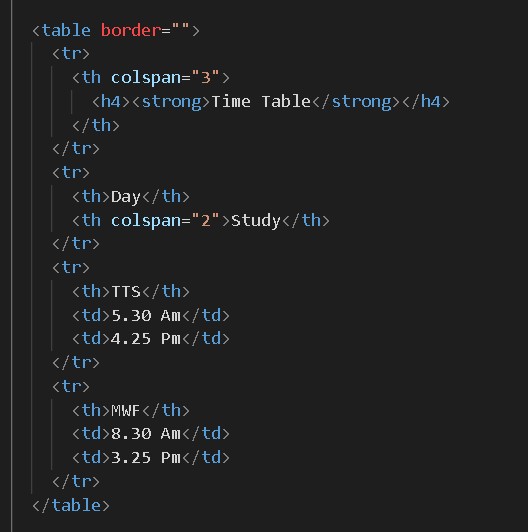 <table border="">
<tr>
<th colspan="3">
<h4><strong>Time Table</strong></h4>
</th>
</tr>
<tr>
<th>Day</th>
<th colspan="2">Study</th>
</tr>
<tr>
<th>TTS</th>
<td>5.30 Am</td>
<td>4.25 Pm</td>
</tr>
<tr>
<th>MWF</th>
<td>8.30 Am</td>
<td>3.25 Pm</td>
</tr>
</table>